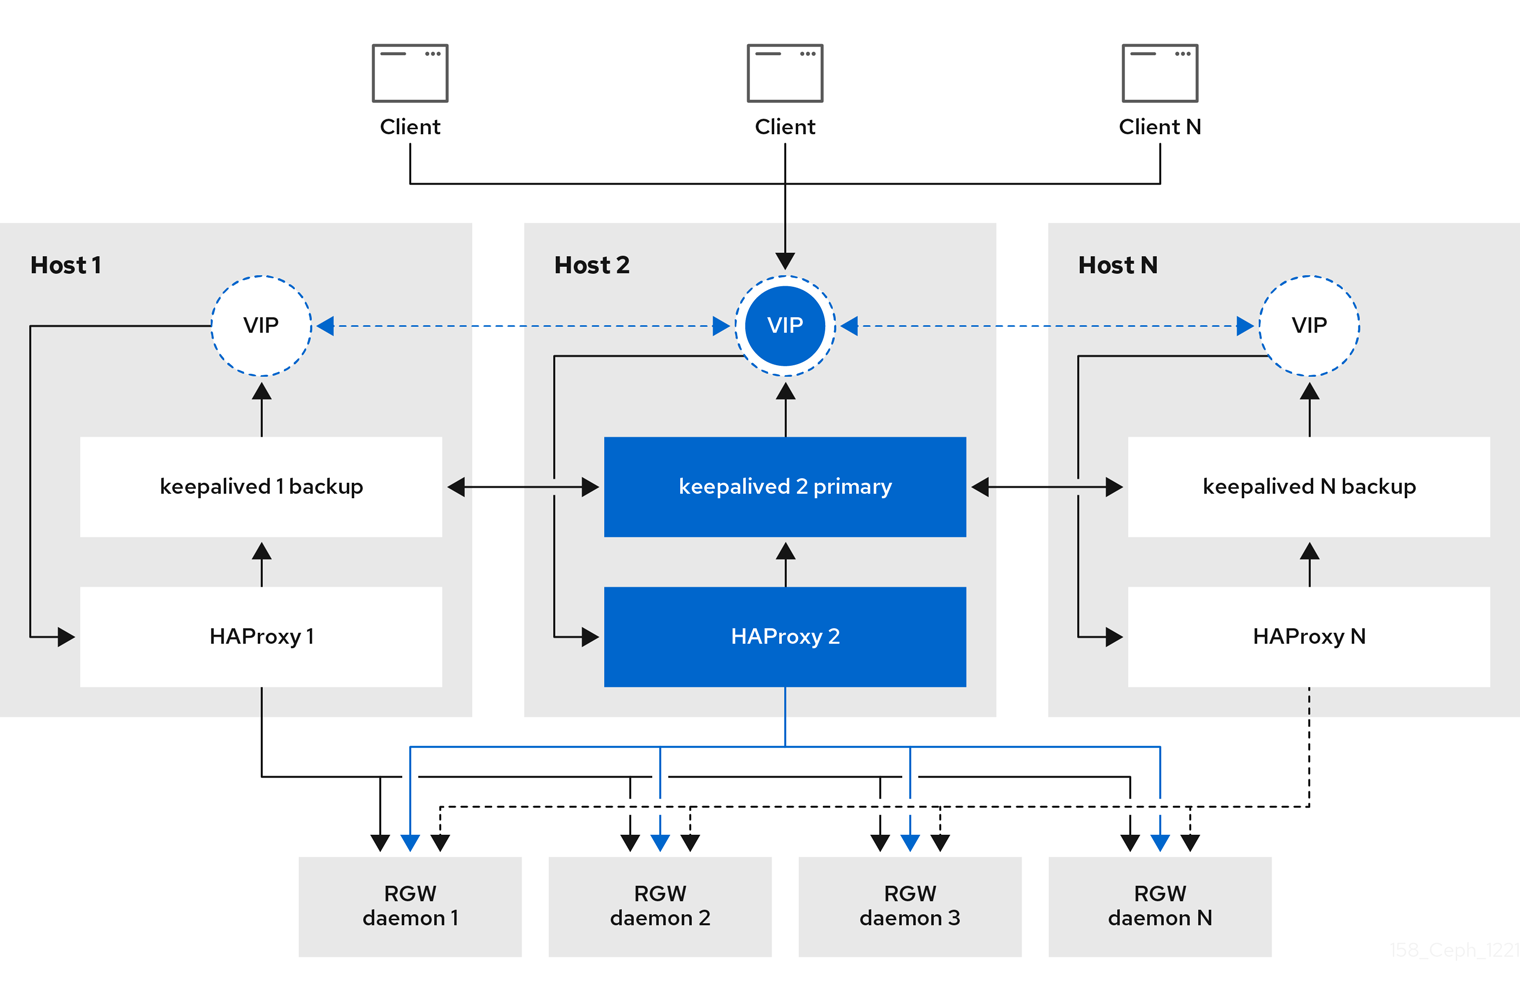 Client
Client
Client N
Host 1
Host 2
Host N
VIP
VIP
VIP
keepalived 1 backup
keepalived 2 primary
keepalived N backup
HAProxy 1
HAProxy 2
HAProxy N
RGW
daemon 1
RGW
daemon 2
RGW
daemon 3
RGW
daemon N
158_Ceph_1221